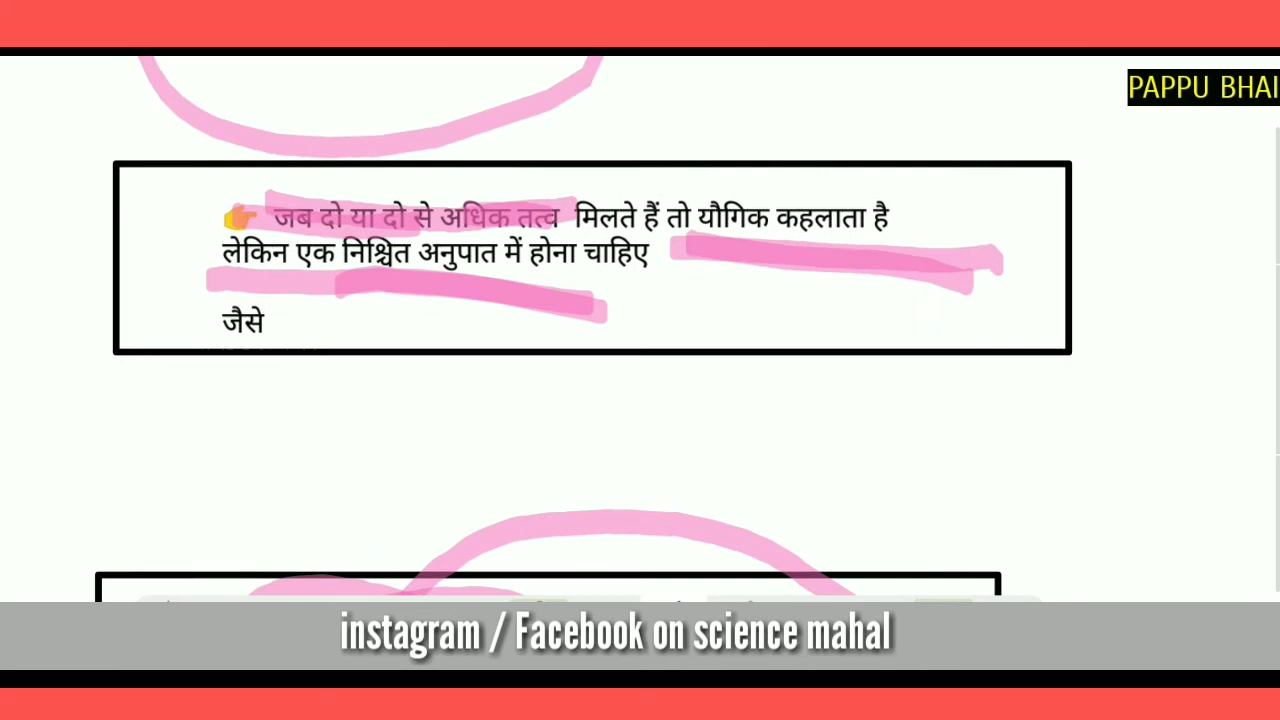 PAPPU BHAI
👉 जब दो या दो से अधिक तत्व मिलते हैं तो यौगिक कहलाता है
लेकिन एक निश्चित अनुपात में होना चाहिए
जैसे
instagram / Facebook on science mahal